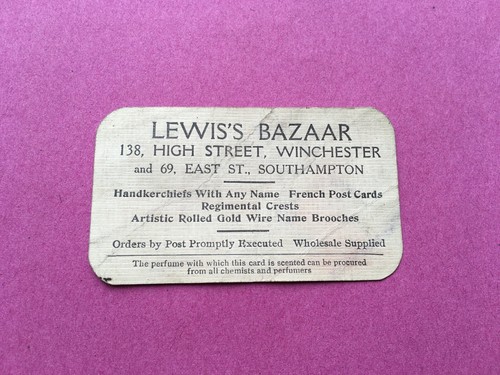 LEWIS'S BAZAAR
138, HIGH STREET, WINCHESTER
and 69, EAST ST., SOUTHAMPTON
Handkerchiefs With Any Name French Post Cards
Regimental Crests
Artistic Rolled Gold Wire Name Brooches
Orders by Post Promptly Executed Wholesale Supplied
The perfume with which this card is scented can be procured
from all chemists and perfumers